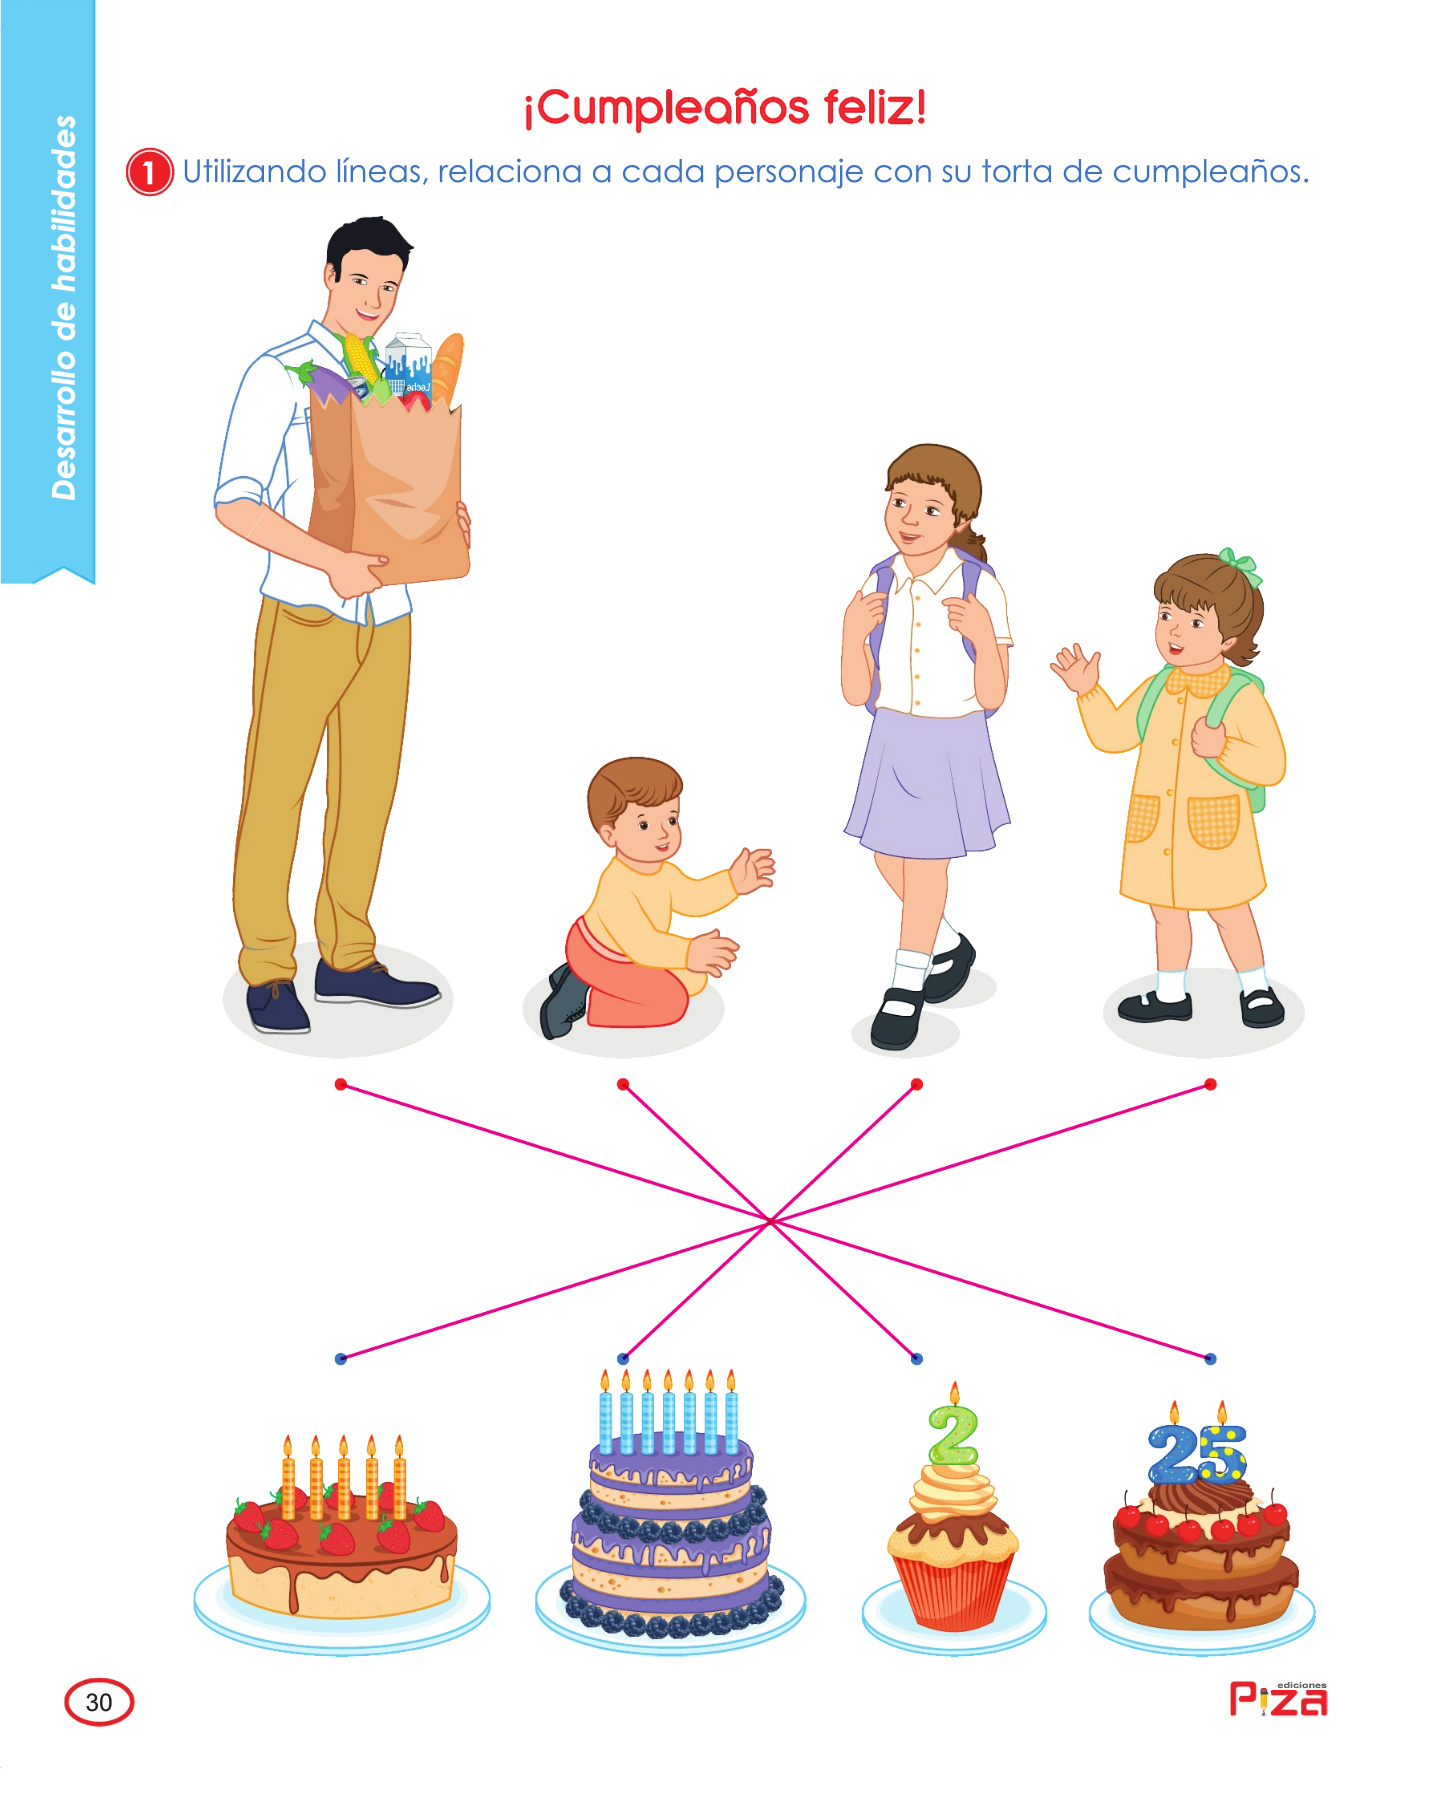 Desarrollo de habilidades
¡Cumpleaños feliz!
1 Utilizando líneas, relaciona a cada personaje con su torta de cumpleaños.
Leche
2
25
30
ediciones
Piza